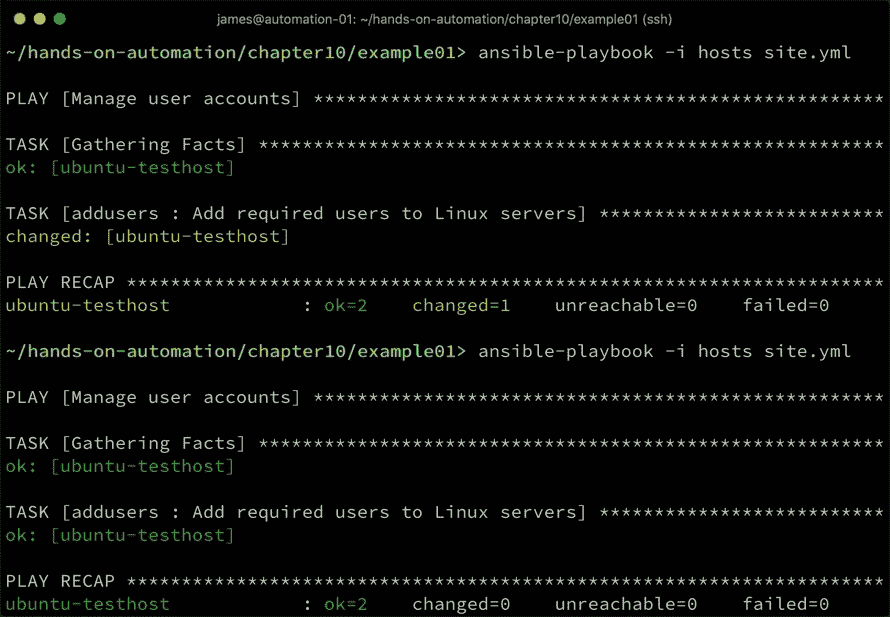 james@automation-01: ~/hands-on-automation/chapter10/example01 (ssh)
~/hands-on-automation/chapter10/example01> ansible-playbook -i hosts site.yml
PLAY [Manage user accounts] ****************************************************
TASK [Gathering Facts] *********************************************************
ok: [ubuntu-testhost]
TASK [addusers : Add required users to Linux servers] **************************
changed: [ubuntu-testhost]
PLAY RECAP *********************************************************************
ubuntu-testhost            : ok=2    changed=1    unreachable=0    failed=0
~/hands-on-automation/chapter10/example01> ansible-playbook -i hosts site.yml
PLAY [Manage user accounts] ****************************************************
TASK [Gathering Facts] *********************************************************
ok: [ubuntu-testhost]
TASK [addusers : Add required users to Linux servers] **************************
ok: [ubuntu-testhost]
PLAY RECAP *********************************************************************
ubuntu-testhost            : ok=2    changed=0    unreachable=0    failed=0